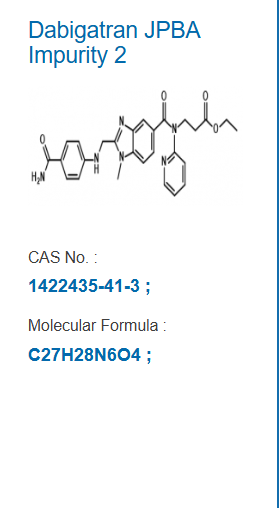 Dabigatran JPBA
Impurity 2
O
O
O
N
N
O
N
H
N
N
H₂N
CAS No. :
1422435-41-3 ;
Molecular Formula :
C27H28N6O4 ;